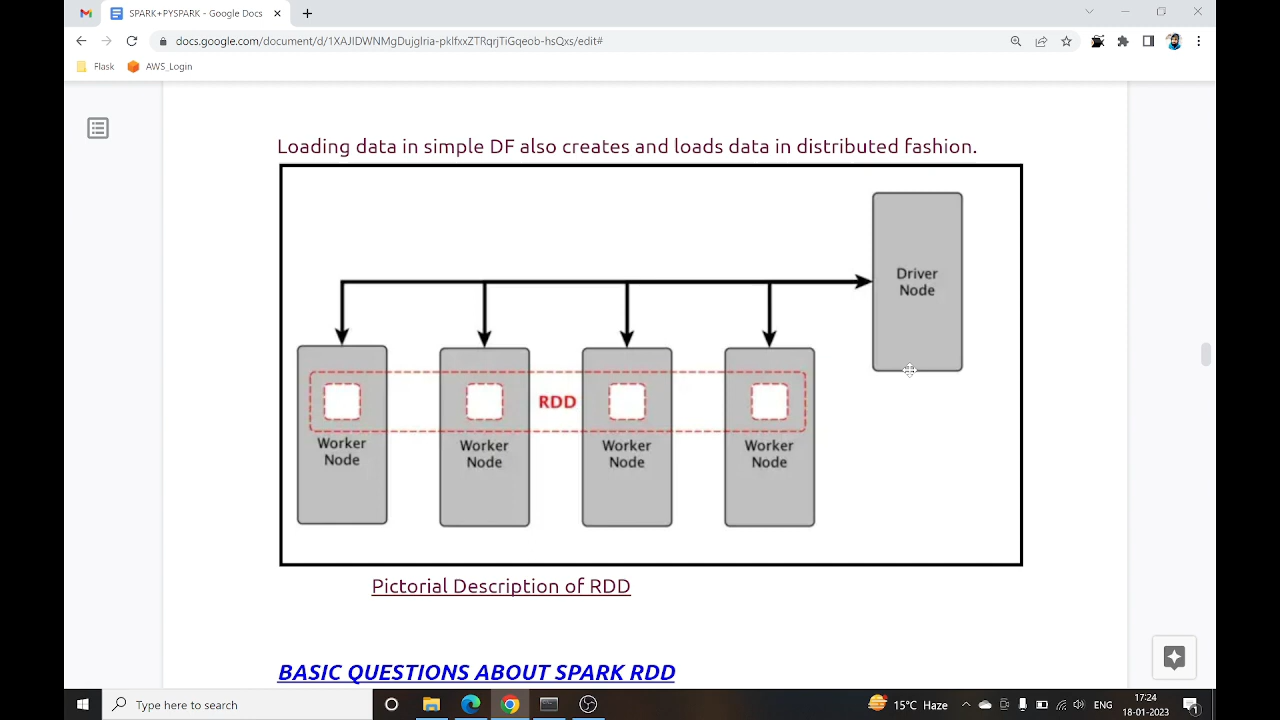 SPARK+PYSPARK - Google Docs
docs.google.com/document/d/1XAJIDWNMgDujgIria-pkIfxxZTRqrjTiGqeob-hsQxs/edit#
Flask
AWS_Login
Loading data in simple DF also creates and loads data in distributed fashion.
Driver
Node
RDD
Worker
Node
Worker
Node
Worker
Node
Worker
Node
Pictorial Description of RDD
BASIC QUESTIONS ABOUT SPARK RDD
Type here to search
15°C Haze
ENG
17:24
18-01-2023
1